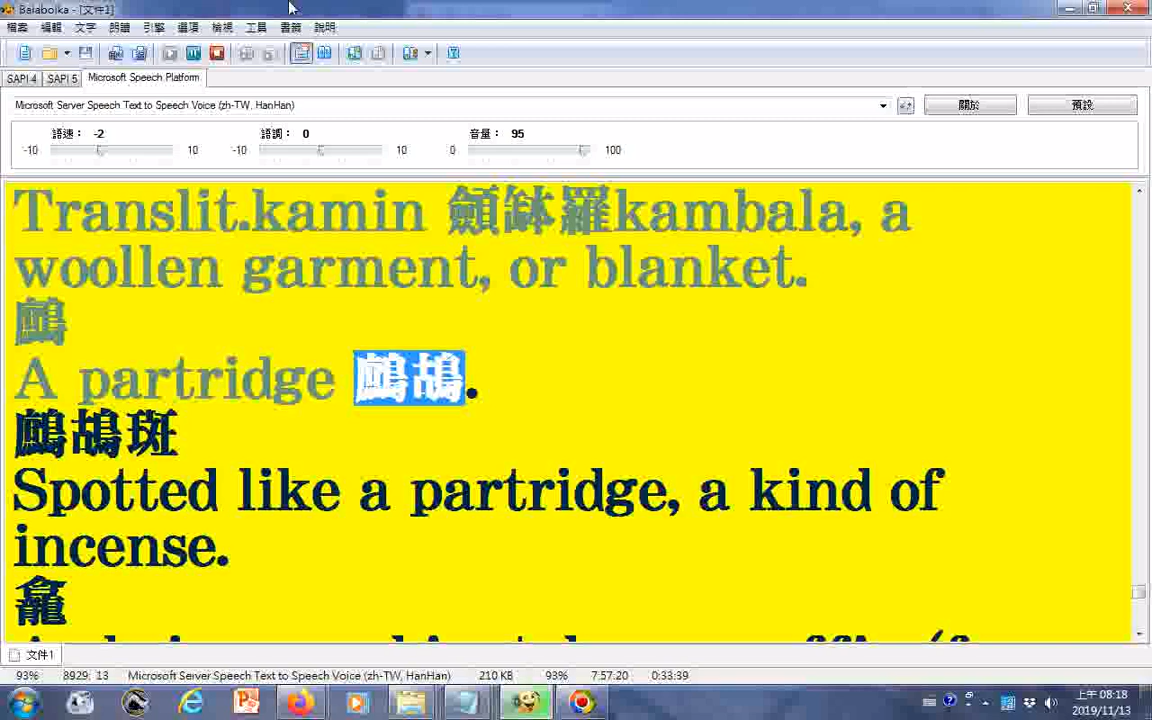 Balabolka - [文件1]
檔案 編輯 文字 朗讀 引擎 選項 檢視 工具 書籤 說明
SAPI 4 SAPI 5 Microsoft Speech Platform
Microsoft Server Speech Text to Speech Voice (zh-TW, HanHan) 關於 預設
語速： -2 語調： 0 音量： 95
-10 10 -10 10 0 100
Translit.kamin 顩缽羅kambala, a
woollen garment, or blanket.
鷓
A partridge 鷓鴣.
鷓鴣斑
Spotted like a partridge, a kind of
incense.
龕
文件1
93% 8929, 13 Microsoft Server Speech Text to Speech Voice (zh-TW, HanHan) 210 KB 93% 7:57:20 0:33:39
上午 08:18
2019/11/13